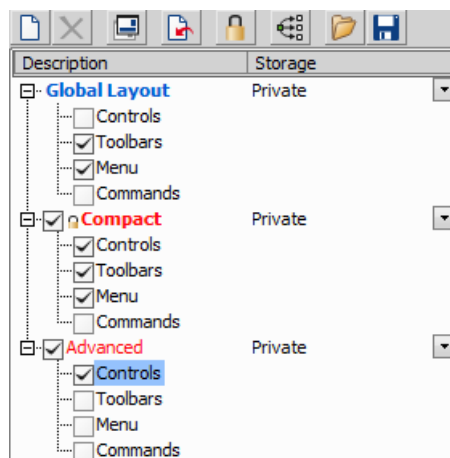 Description Storage
Global Layout Private
Controls
Toolbars
Menu
Commands
Compact Private
Controls
Toolbars
Menu
Commands
Advanced Private
Controls
Toolbars
Menu
Commands